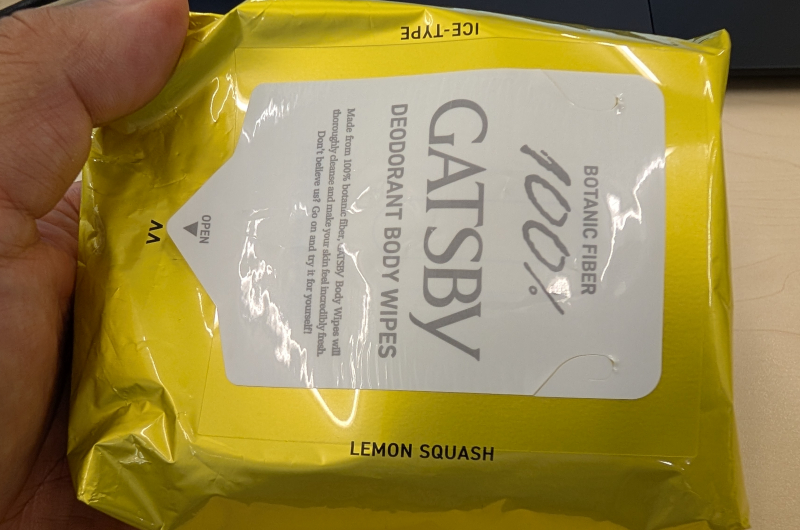 ICE-TYPE
BOTANIC FIBER
100%
GATSBY
DEODORANT BODY WIPES
Made from 100% botanic fiber, GATSBY Body Wipes will
thoroughly cleanse and make your skin feel incredibly fresh.
Don't believe us? Go on and try it for yourself!
OPEN
LEMON SQUASH